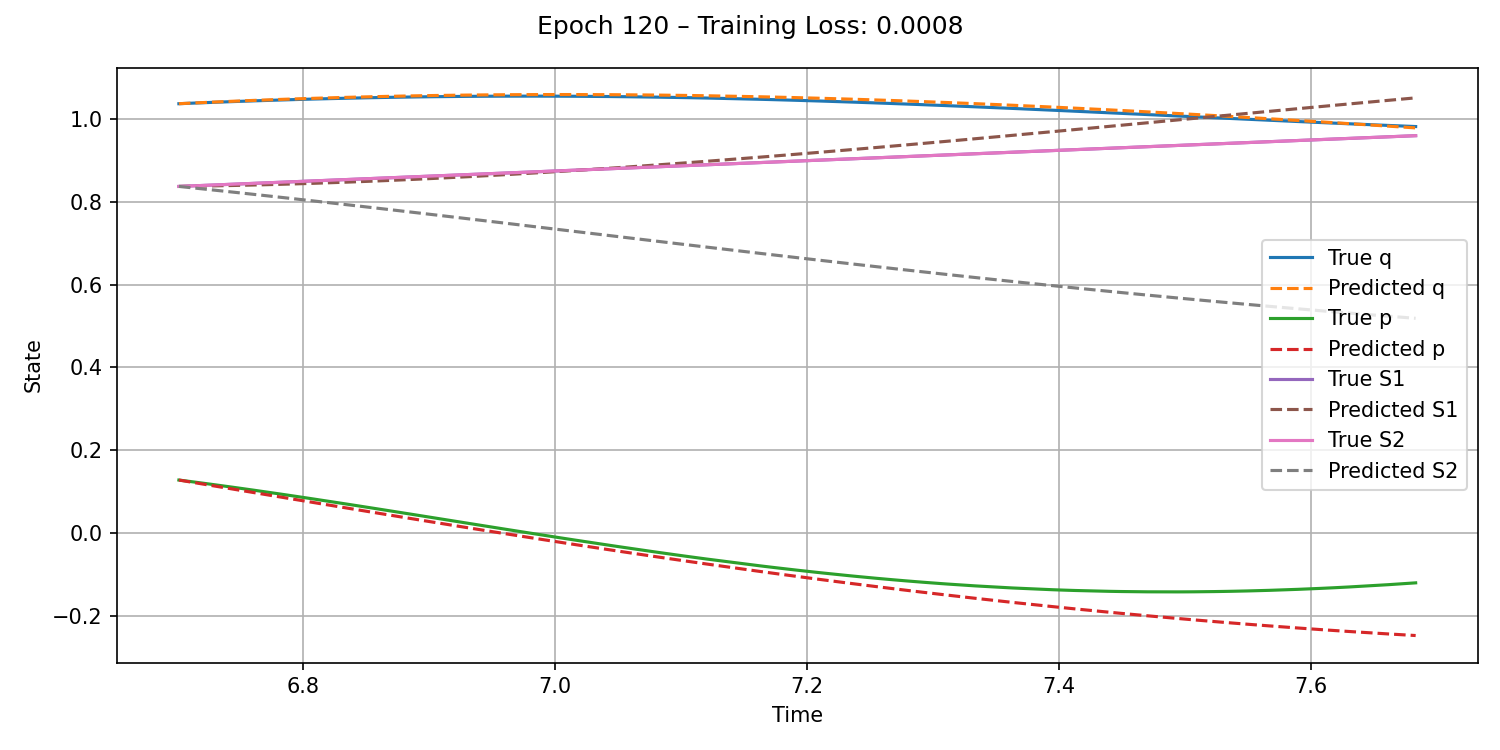 Epoch 120 – Training Loss: 0.0008
State
1.0
0.8
0.6
0.4
0.2
0.0
−0.2
True q
Predicted q
True p
Predicted p
True S1
Predicted S1
True S2
Predicted S2
6.8 7.0 7.2 7.4 7.6
Time